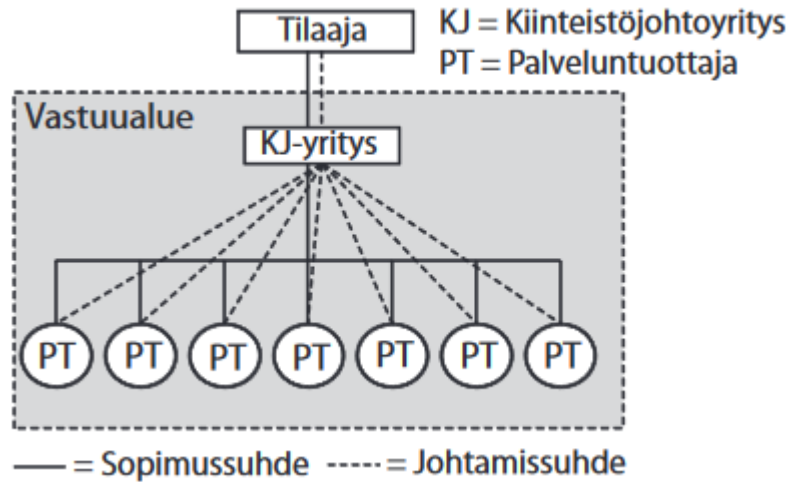 Tilaaja
KJ = Kiinteistöjohtoyritys
PT = Palveluntuottaja
Vastuualue
KJ-yritys
PT PT PT PT PT PT PT
= Sopimussuhde = Johtamissuhde